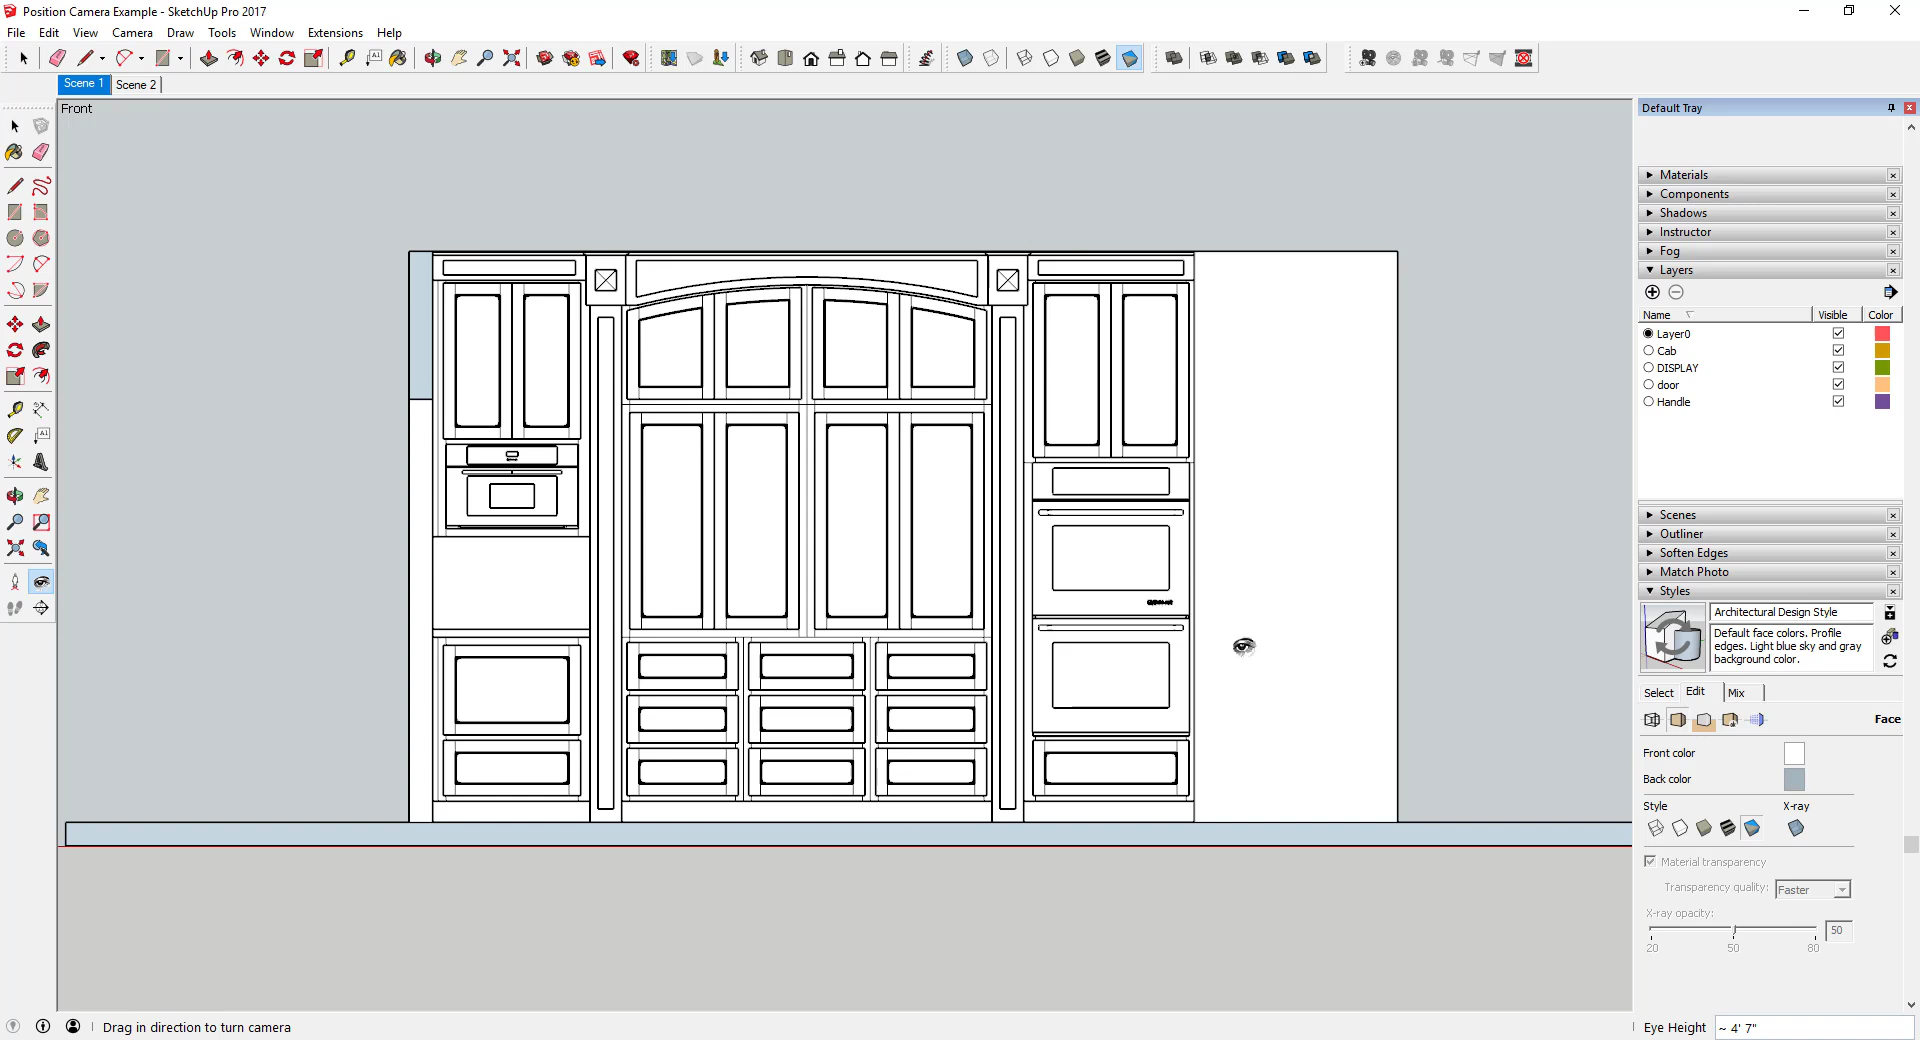 Position Camera Example - SketchUp Pro 2017
File Edit View Camera Draw Tools Window Extensions Help
Scene 1 Scene 2
Front
Default Tray
Materials
Components
Shadows
Instructor
Fog
Layers
Name Visible Color
Layer0
Cab
DISPLAY
door
Handle
Scenes
Outliner
Soften Edges
Match Photo
Styles
Architectural Design Style
Default face colors. Profile
edges. Light blue sky and gray
background color.
Select Edit Mix
Face
Front color
Back color
Style X-ray
Material transparency
Transparency quality: Faster
X-ray opacity:
50
20 50 80
Drag in direction to turn camera
Eye Height ~ 4' 7"